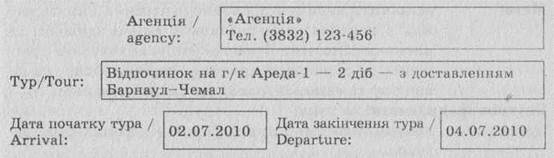 Агенція / agency:
«Агенція»
Тел. (3832) 123-456
Тур/Tour:
Відпочинок на г/к Ареда-1 — 2 діб — з доставленням
Барнаул–Чемал
Дата початку тура / Arrival:
02.07.2010
Дата закінчення тура / Departure:
04.07.2010